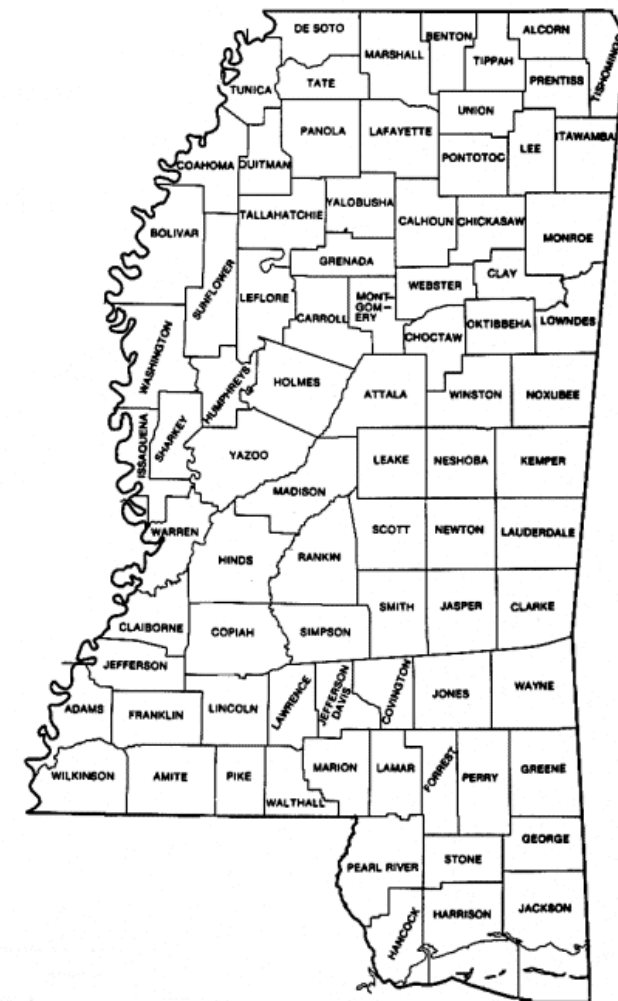 DE SOTO
BENTON
ALCORN
MARSHALL
TIPPAH
TISHOMINGO
TUNICA
TATE
PRENTISS
UNION
PANOLA
LAFAYETTE
LEE
ITAWAMBA
COAHOMA
QUITMAN
PONTOTOC
TALLAHATCHIE
YALOBUSHA
CALHOUN
CHICKASAW
BOLIVAR
MONROE
SUNFLOWER
GRENADA
CLAY
LEFLORE
WEBSTER
CARROLL
MONT-
GOM-
ERY
CHOCTAW
OKTIBBEHA
LOWNDES
WASHINGTON
HUMPHREYS
HOLMES
ATTALA
WINSTON
NOXUBEE
ISSAQUENA
SHARKEY
YAZOO
LEAKE
NESHOBA
KEMPER
MADISON
WARREN
SCOTT
NEWTON
LAUDERDALE
HINDS
RANKIN
SMITH
JASPER
CLARKE
CLAIBORNE
COPIAH
SIMPSON
JEFFERSON
LAWRENCE
JEFFERSON
DAVIS
COVINGTON
JONES
WAYNE
ADAMS
FRANKLIN
LINCOLN
WILKINSON
AMITE
PIKE
WALTHALL
MARION
LAMAR
FORREST
PERRY
GREENE
GEORGE
PEARL RIVER
STONE
HANCOCK
HARRISON
JACKSON